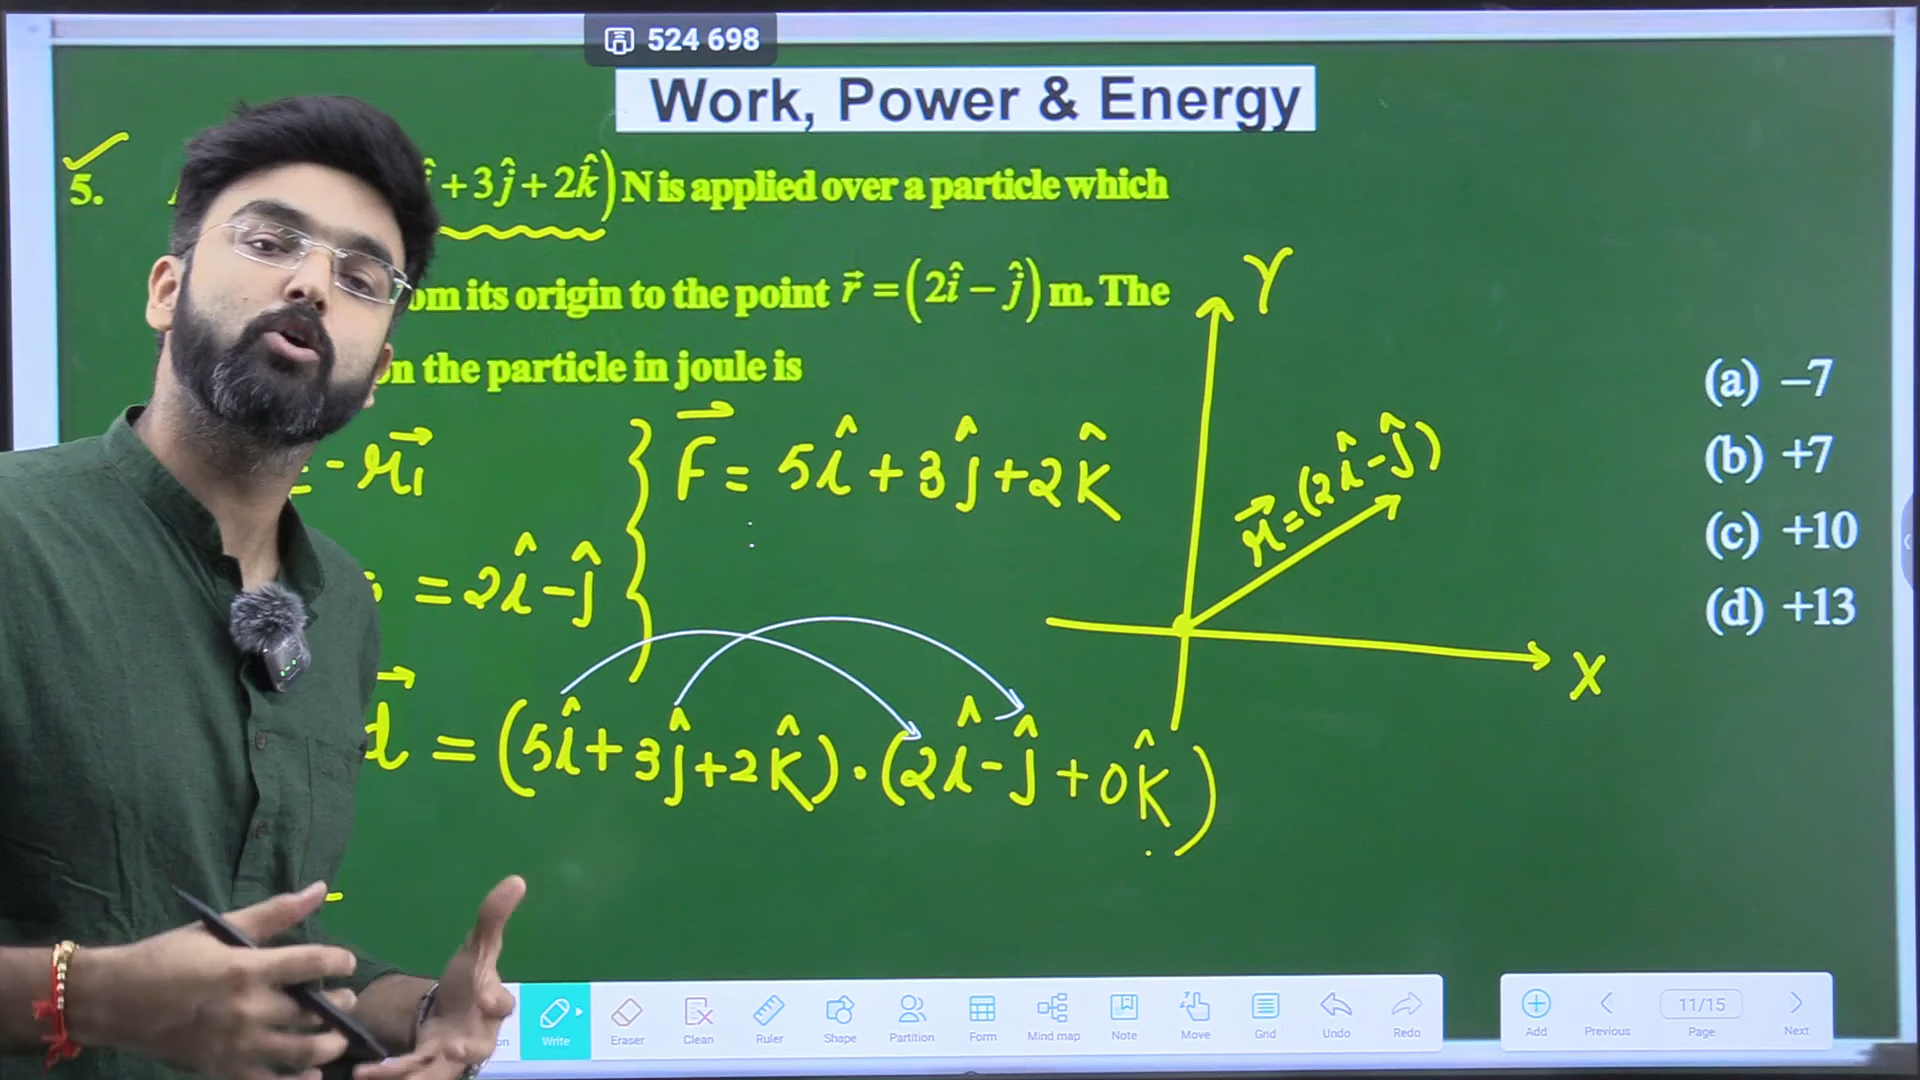 524 698
Work, Power & Energy
5. î + 3ĵ + 2k̂) N is applied over a particle which
om its origin to the point r⃗ = (2î − ĵ) m. The
on the particle in joule is
(a) –7
(b) +7
(c) +10
(d) +13
- r⃗₁
F⃗ = 5î + 3ĵ + 2k̂
= 2î - ĵ
Y
r⃗ = (2î - ĵ)
X
d⃗ = (5î + 3ĵ + 2k̂) · (2î - ĵ + 0k̂)
Write Eraser Clean Ruler Shape Partition Form Mind map Note Move Grid Undo Redo
Add Previous 11/15 Page Next